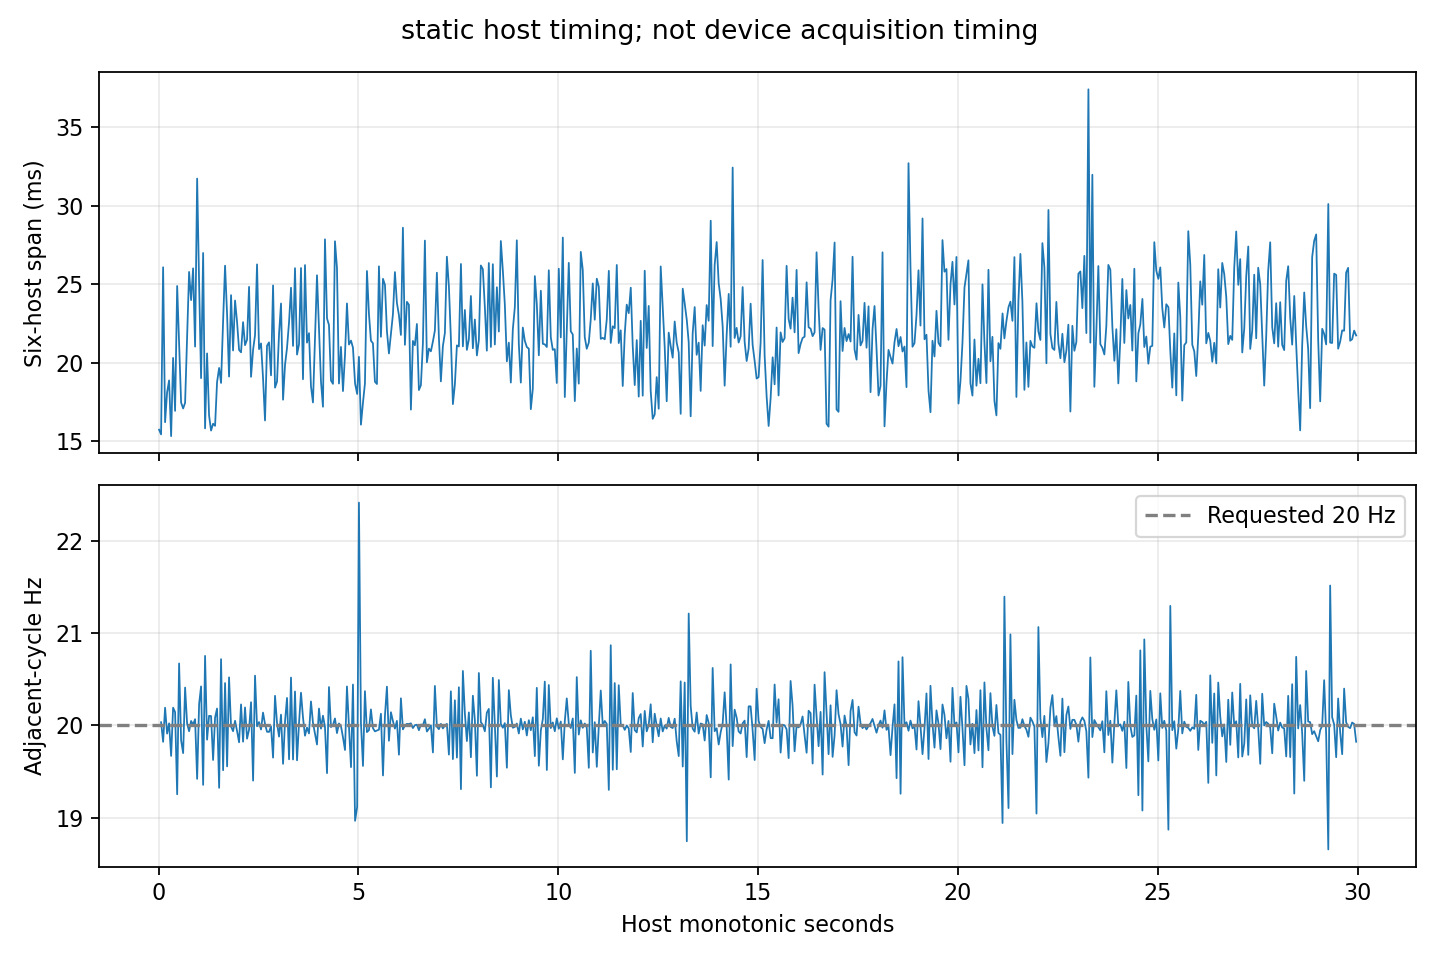 static host timing; not device acquisition timing
Six-host span (ms)
35
30
25
20
15
Adjacent-cycle Hz
22
21
20
19
Requested 20 Hz
0 5 10 15 20 25 30
Host monotonic seconds